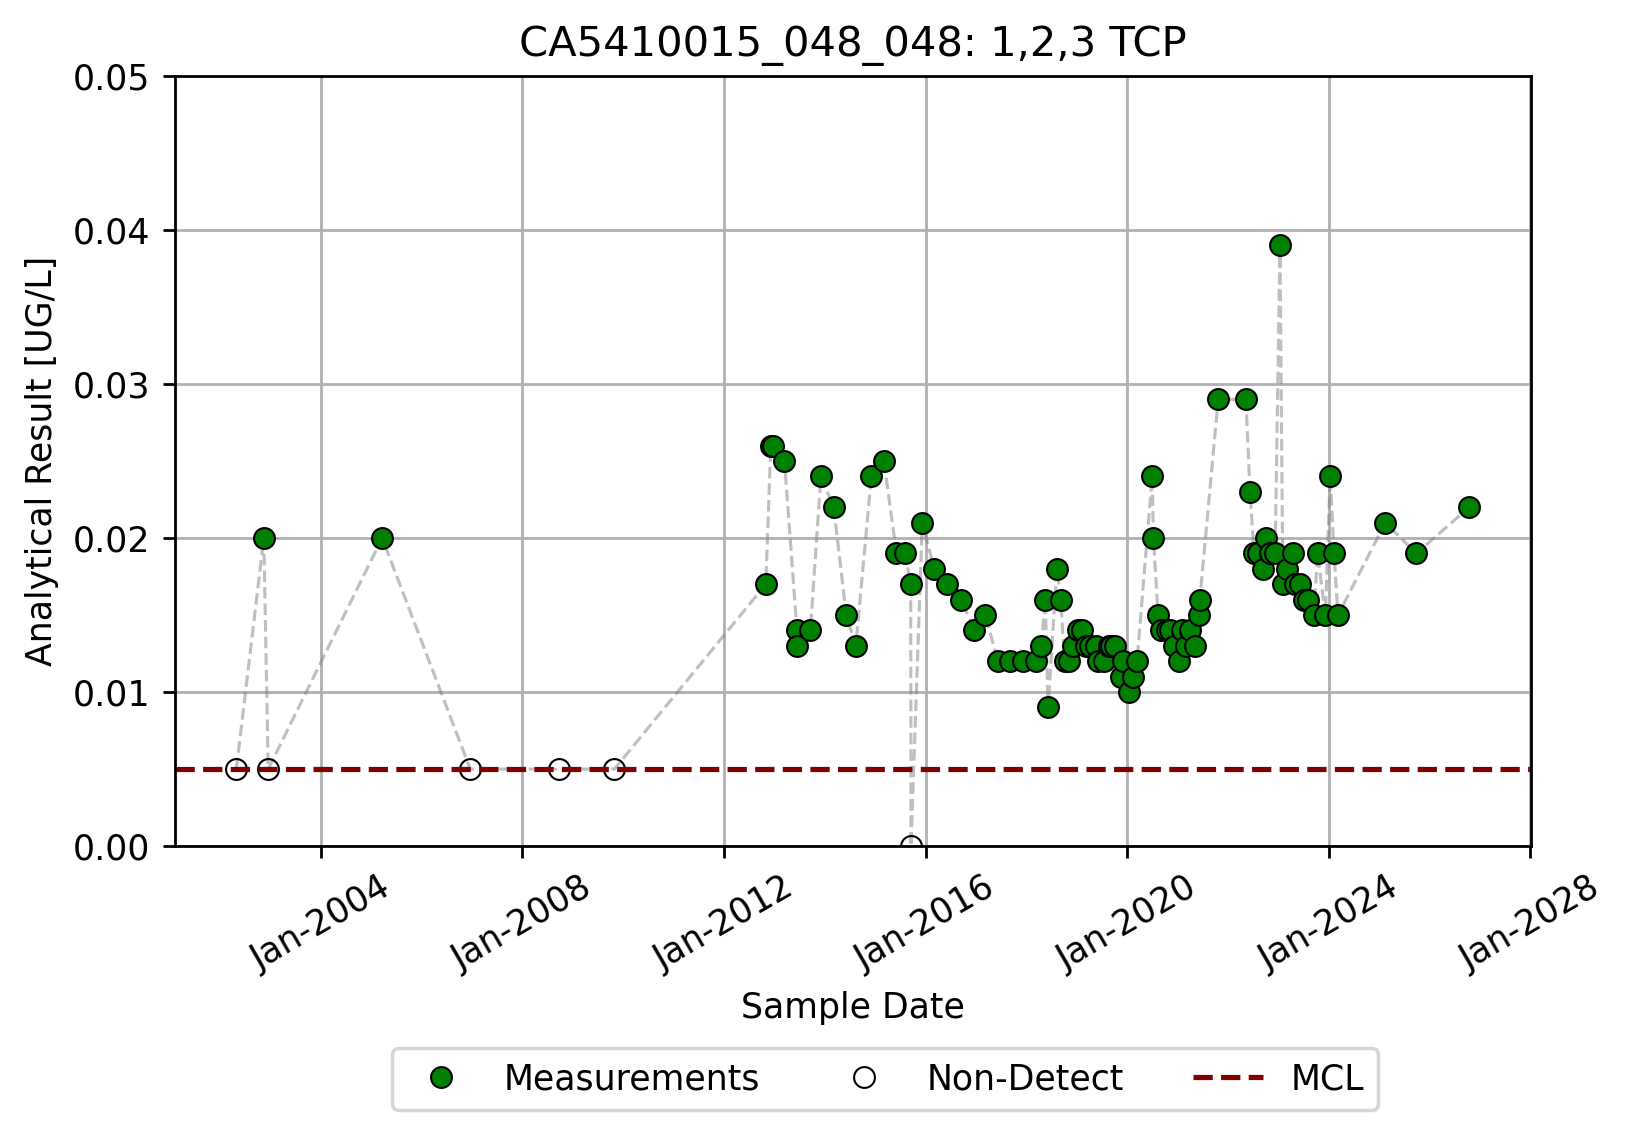 CA5410015_048_048: 1,2,3 TCP
0.05
0.04
0.03
0.02
0.01
0.00
Analytical Result [UG/L]
Jan-2004
Jan-2008
Jan-2012
Jan-2016
Jan-2020
Jan-2024
Jan-2028
Sample Date
Measurements
Non-Detect
MCL